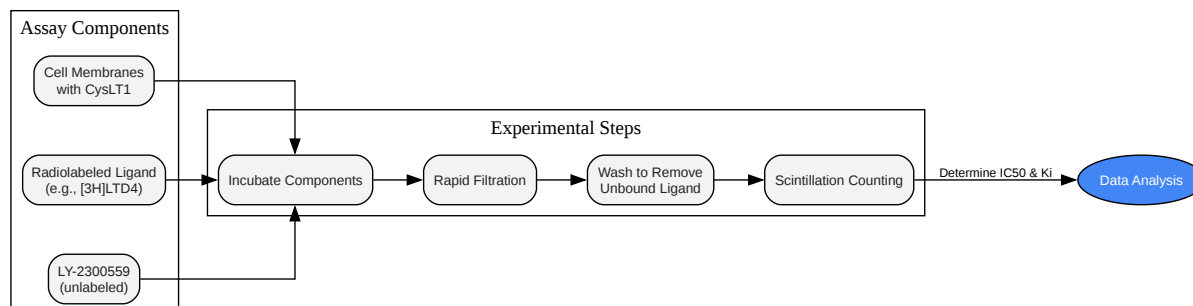 Assay Components
Cell Membranes
with CysLT1
Radiolabeled Ligand
(e.g., [3H]LTD4)
LY-2300559
(unlabeled)
Experimental Steps
Incubate Components
Rapid Filtration
Wash to Remove
Unbound Ligand
Scintillation Counting
Determine IC50 & Ki
Data Analysis